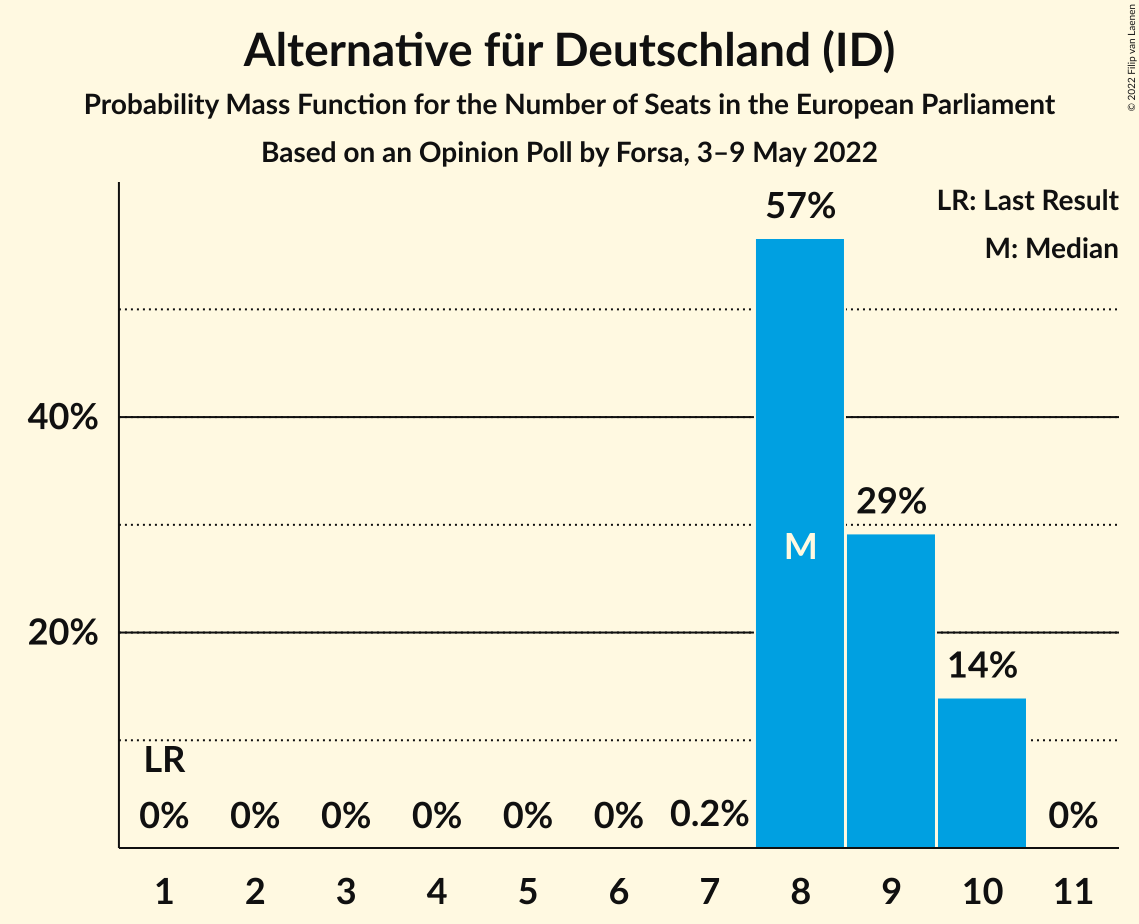 Alternative für Deutschland (ID)
Probability Mass Function for the Number of Seats in the European Parliament
Based on an Opinion Poll by Forsa, 3–9 May 2022
© 2022 Filip van Laenen
LR: Last Result
M: Median
57%
40%
29%
M
20%
14%
LR
0% 0% 0% 0% 0% 0% 0.2% 0%
1 2 3 4 5 6 7 8 9 10 11